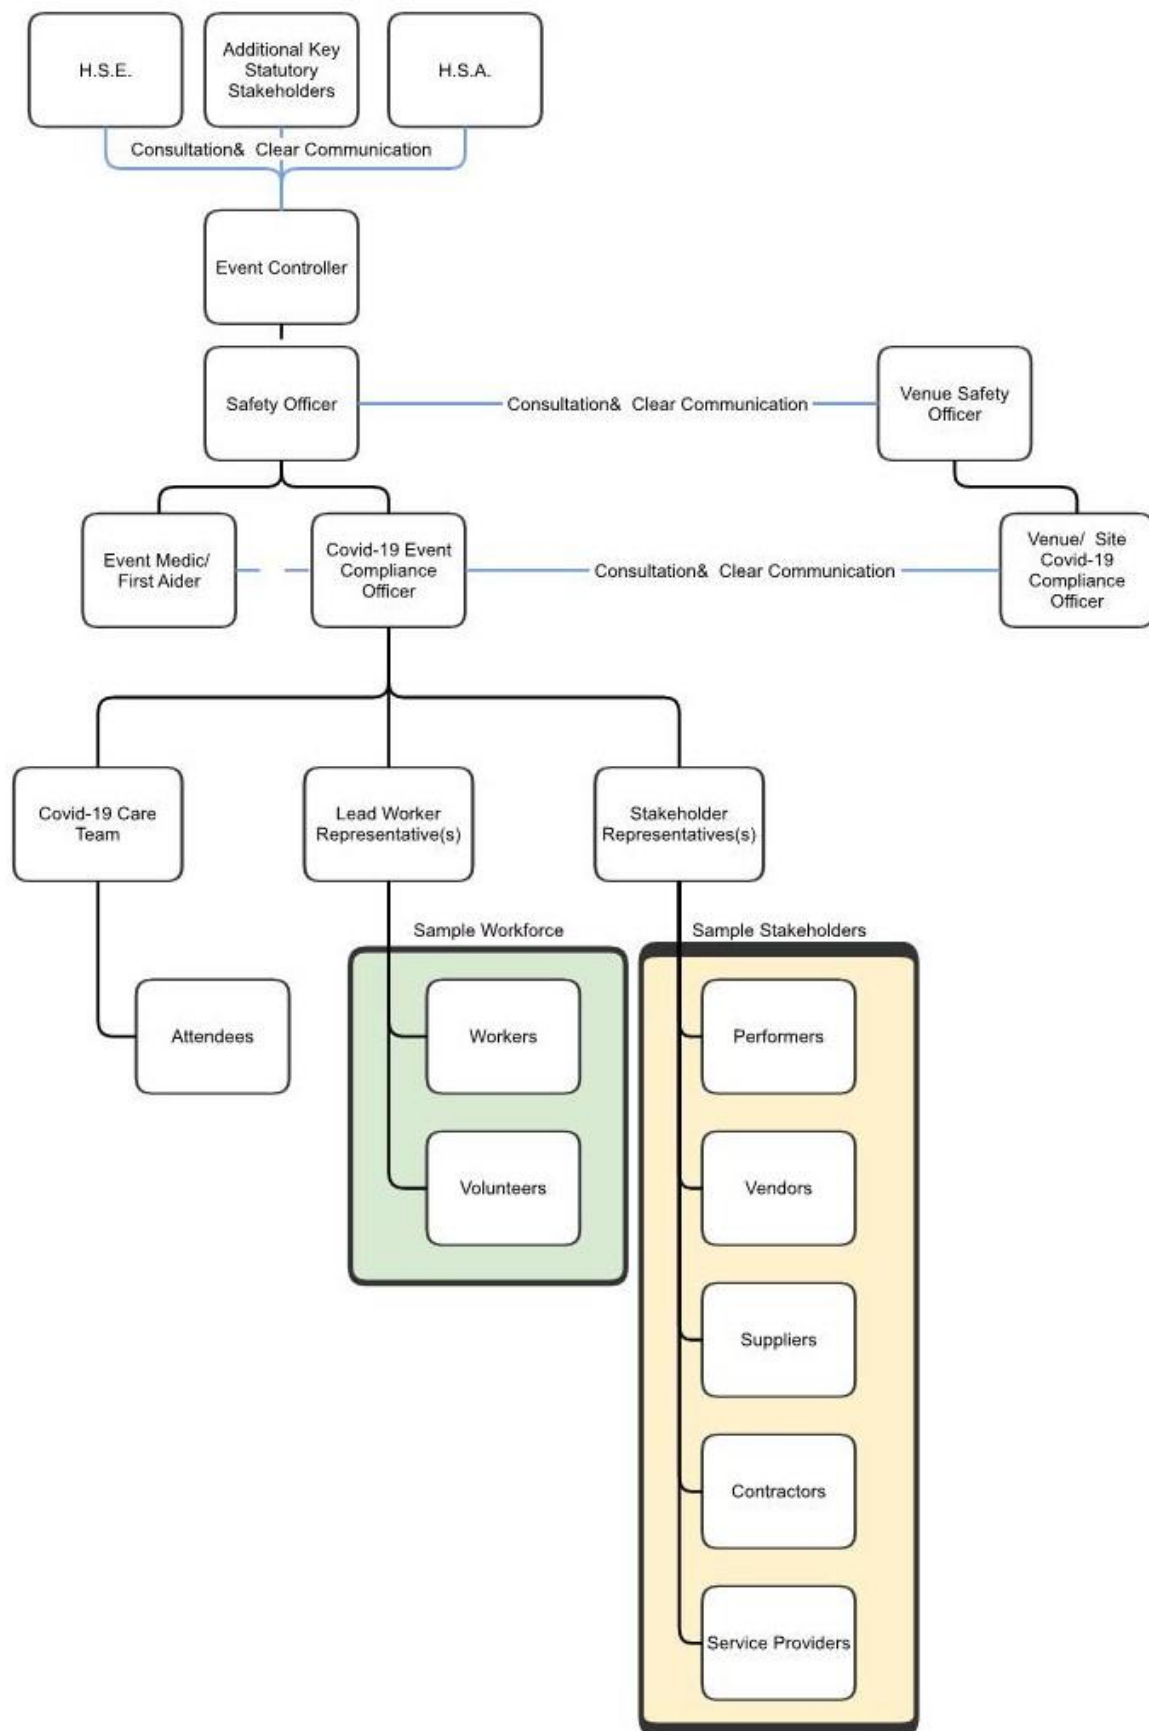 H.S.E.
Additional Key
Statutory
Stakeholders
H.S.A.
Consultation&  Clear Communication
Event Controller
Safety Officer
Consultation&  Clear Communication
Venue Safety
Officer
Event Medic/
First Aider
Covid-19 Event
Compliance
Officer
Consultation&  Clear Communication
Venue/  Site
Covid-19
Compliance
Officer
Covid-19 Care
Team
Lead Worker
Representative(s)
Stakeholder
Representatives(s)
Sample Workforce
Sample Stakeholders
Attendees
Workers
Performers
Volunteers
Vendors
Suppliers
Contractors
Service Providers